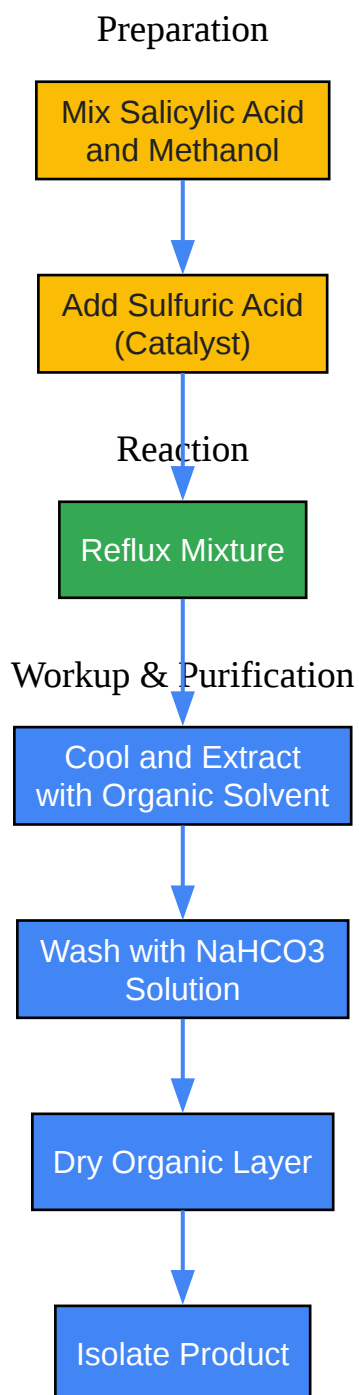 Preparation
Mix Salicylic Acid
and Methanol
Add Sulfuric Acid
(Catalyst)
Reaction
Reflux Mixture
Workup & Purification
Cool and Extract
with Organic Solvent
Wash with NaHCO3
Solution
Dry Organic Layer
Isolate Product